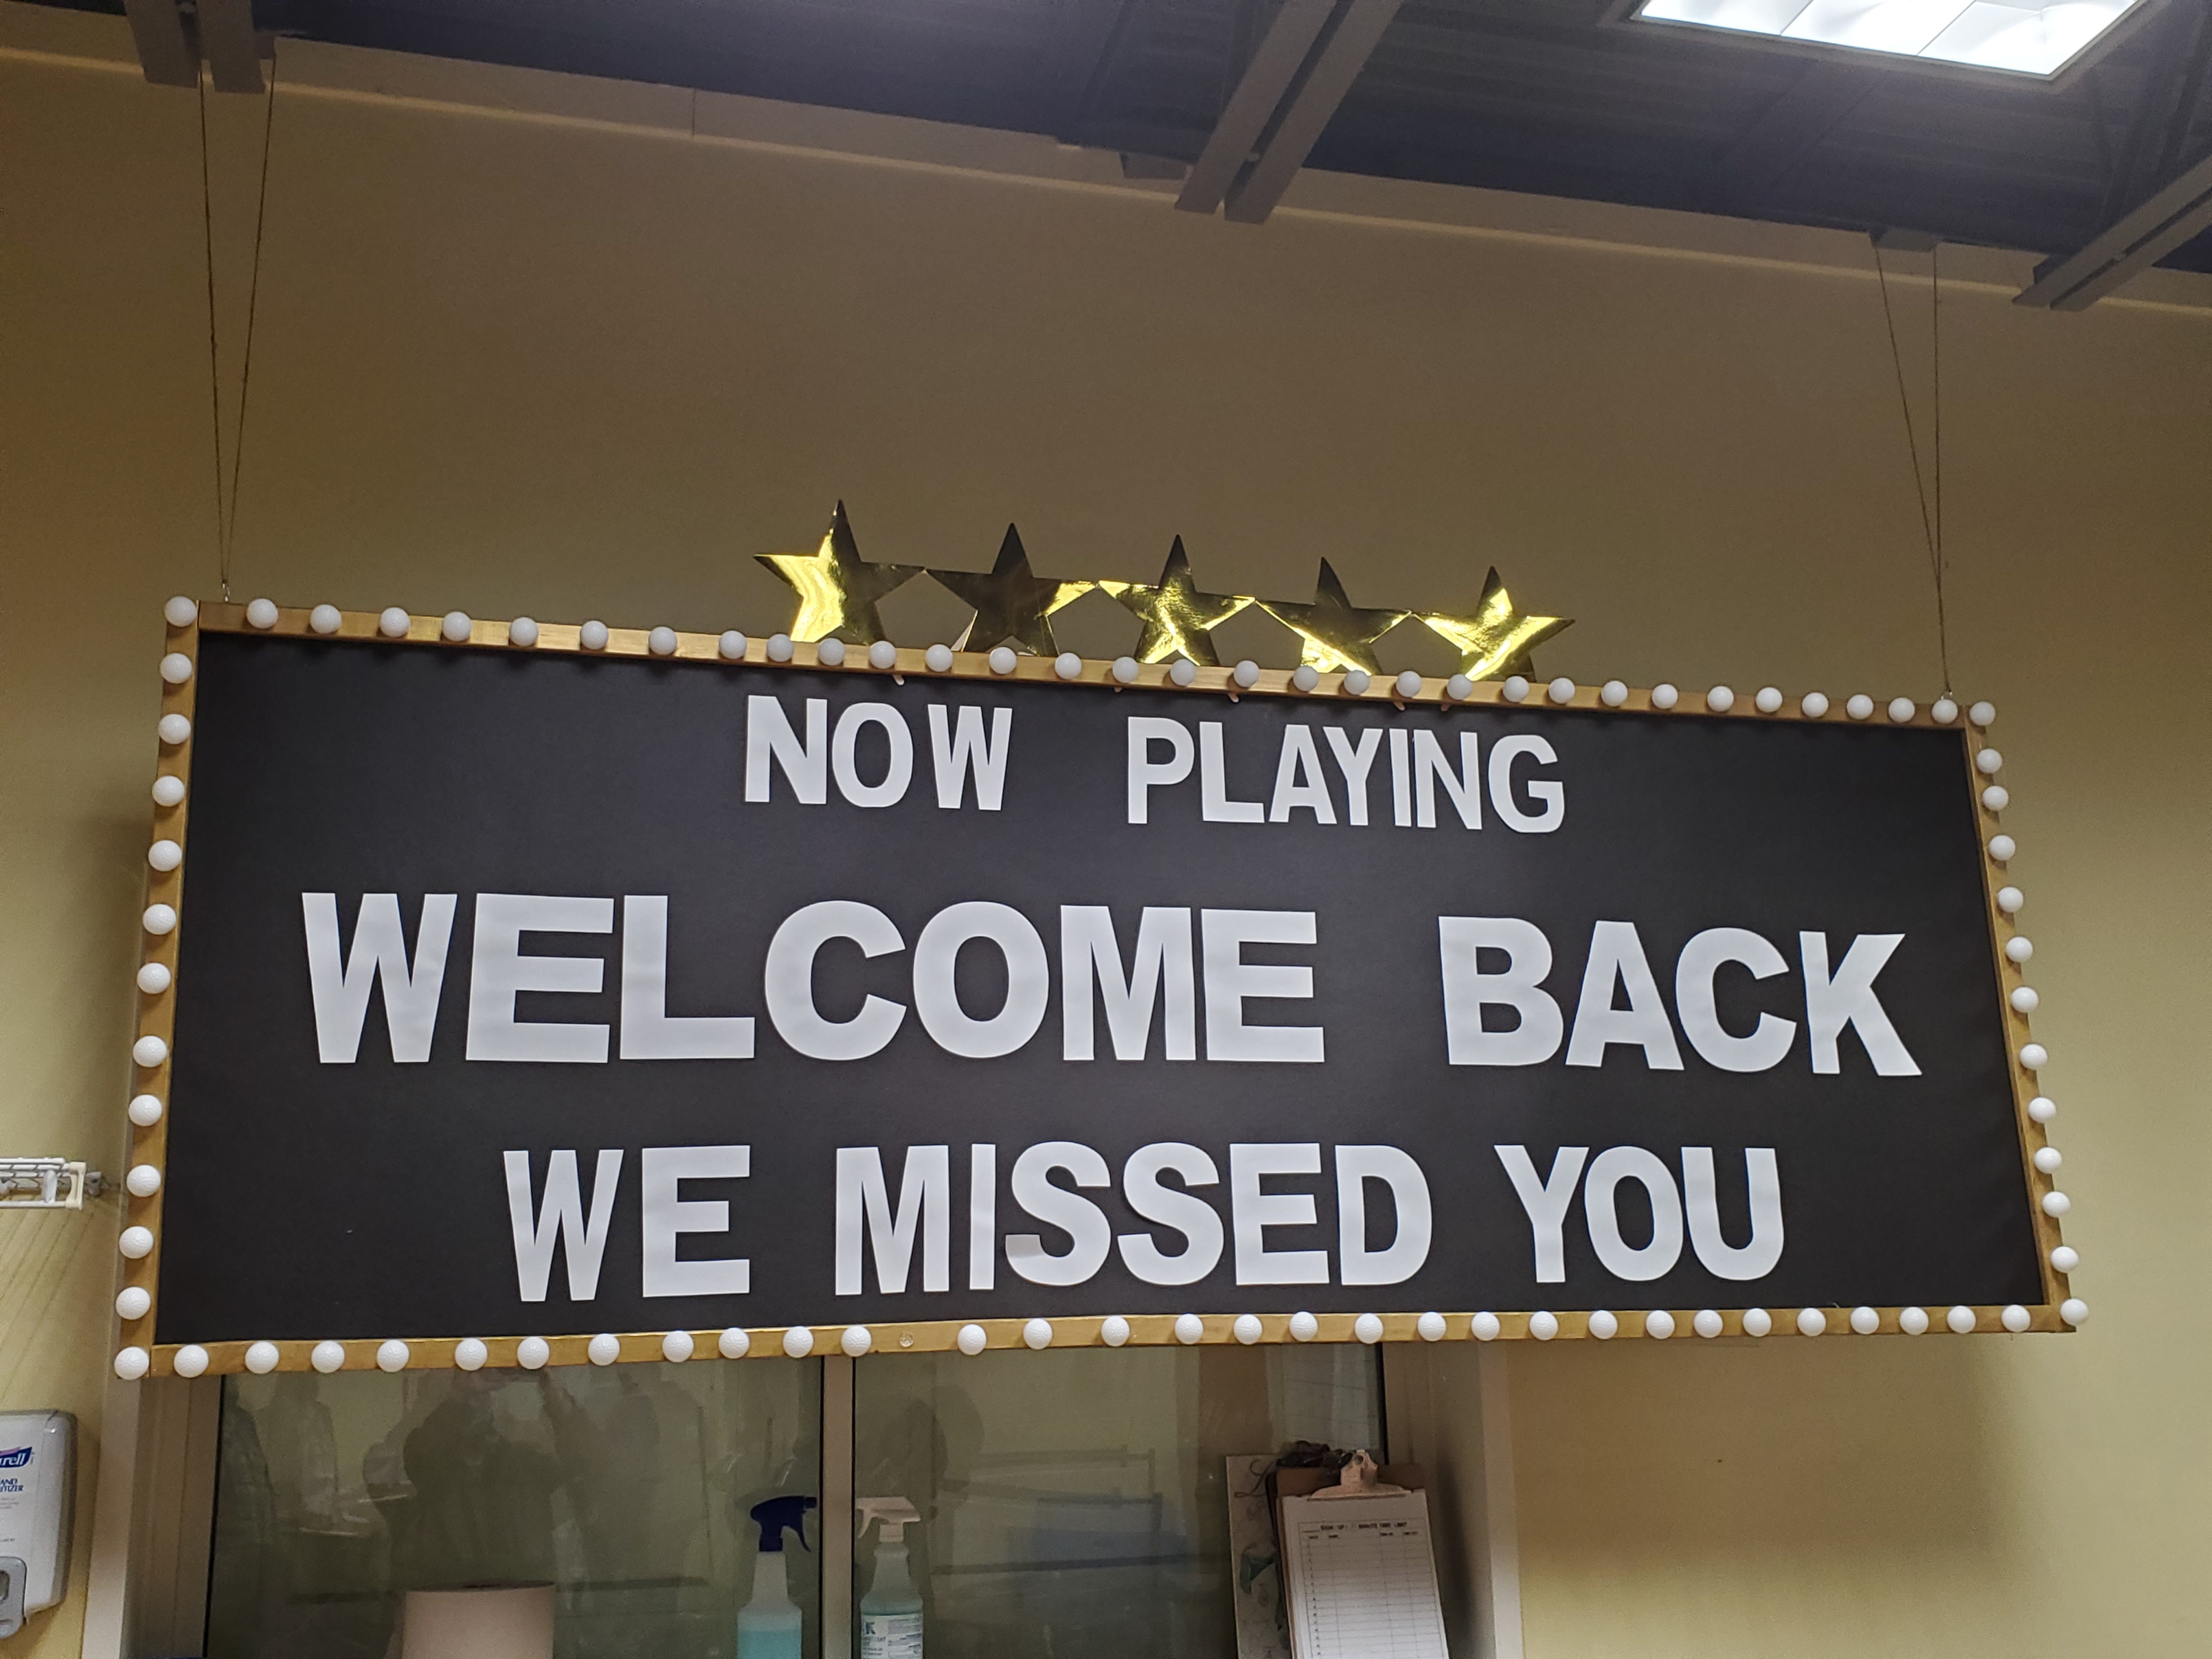 NOW PLAYING
WELCOME BACK
WE MISSED YOU